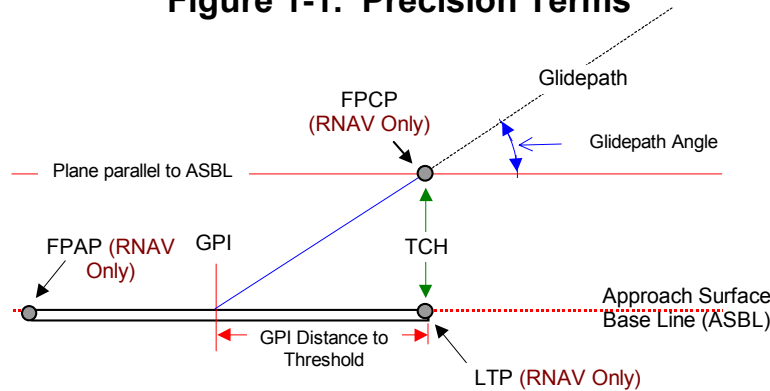 Figure 1-1. Precision Terms
Glidepath
FPCP
(RNAV Only)
Glidepath Angle
Plane parallel to ASBL
FPAP (RNAV
Only)
GPI
TCH
Approach Surface
Base Line (ASBL)
GPI Distance to
Threshold
LTP (RNAV Only)